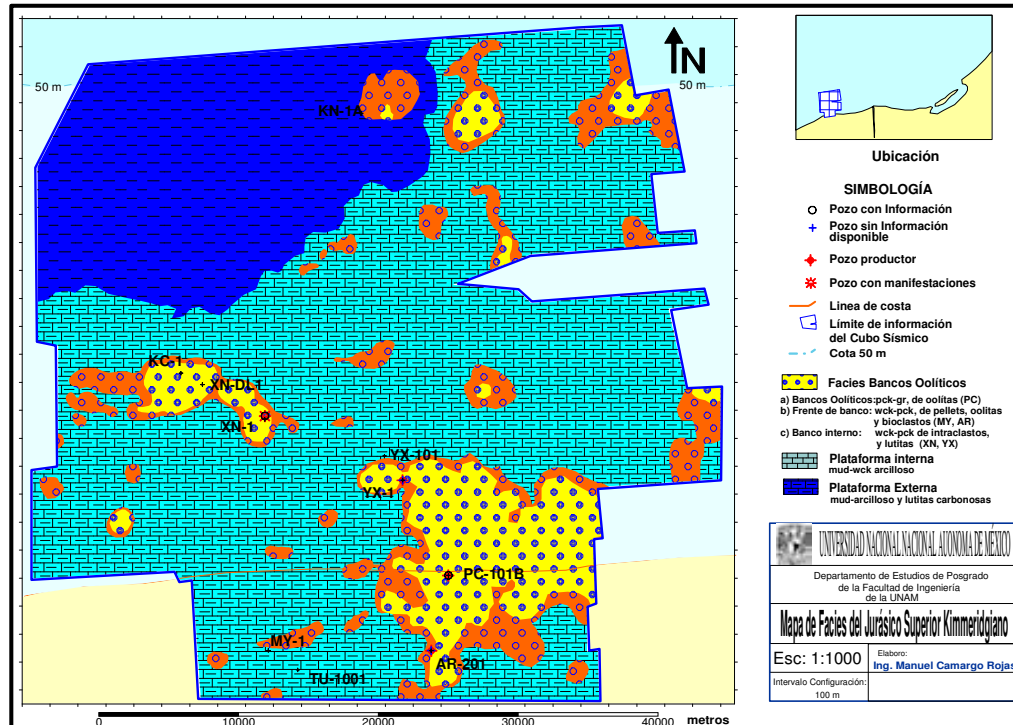 50 m
N
50 m
KN-1A
KC-1
XN-DL1
XN-1
YX-101
YX-1
PC-101B
MY-1
TU-1001
AR-201
0 10000 20000 30000 40000
metros
Ubicación
SIMBOLOGÍA
Pozo con Información
Pozo sin Información
disponible
Pozo productor
Pozo con manifestaciones
Linea de costa
Límite de información
del Cubo Sísmico
Cota 50 m
Facies Bancos Oolíticos
a) Bancos Oolíticos:pck-gr, de oolitas (PC)
b) Frente de banco: wck-pck, de pellets, oolitas
y bioclastos (MY, AR)
c) Banco interno: wck-pck de intraclastos,
y lutitas (XN, YX)
Plataforma interna
mud-wck arcilloso
Plataforma Externa
mud-arcilloso y lutitas carbonosas
UNIVERSIDAD NACIONAL NACIONAL AUTONOMA DE MÉXICO
Departamento de Estudios de Posgrado
de la Facultad de Ingeniería
de la UNAM
Mapa de Facies del Jurásico Superior Kimmeridgiano
Esc: 1:1000
Elaboro:
Ing. Manuel Camargo Rojas
Intervalo Configuración:
100 m